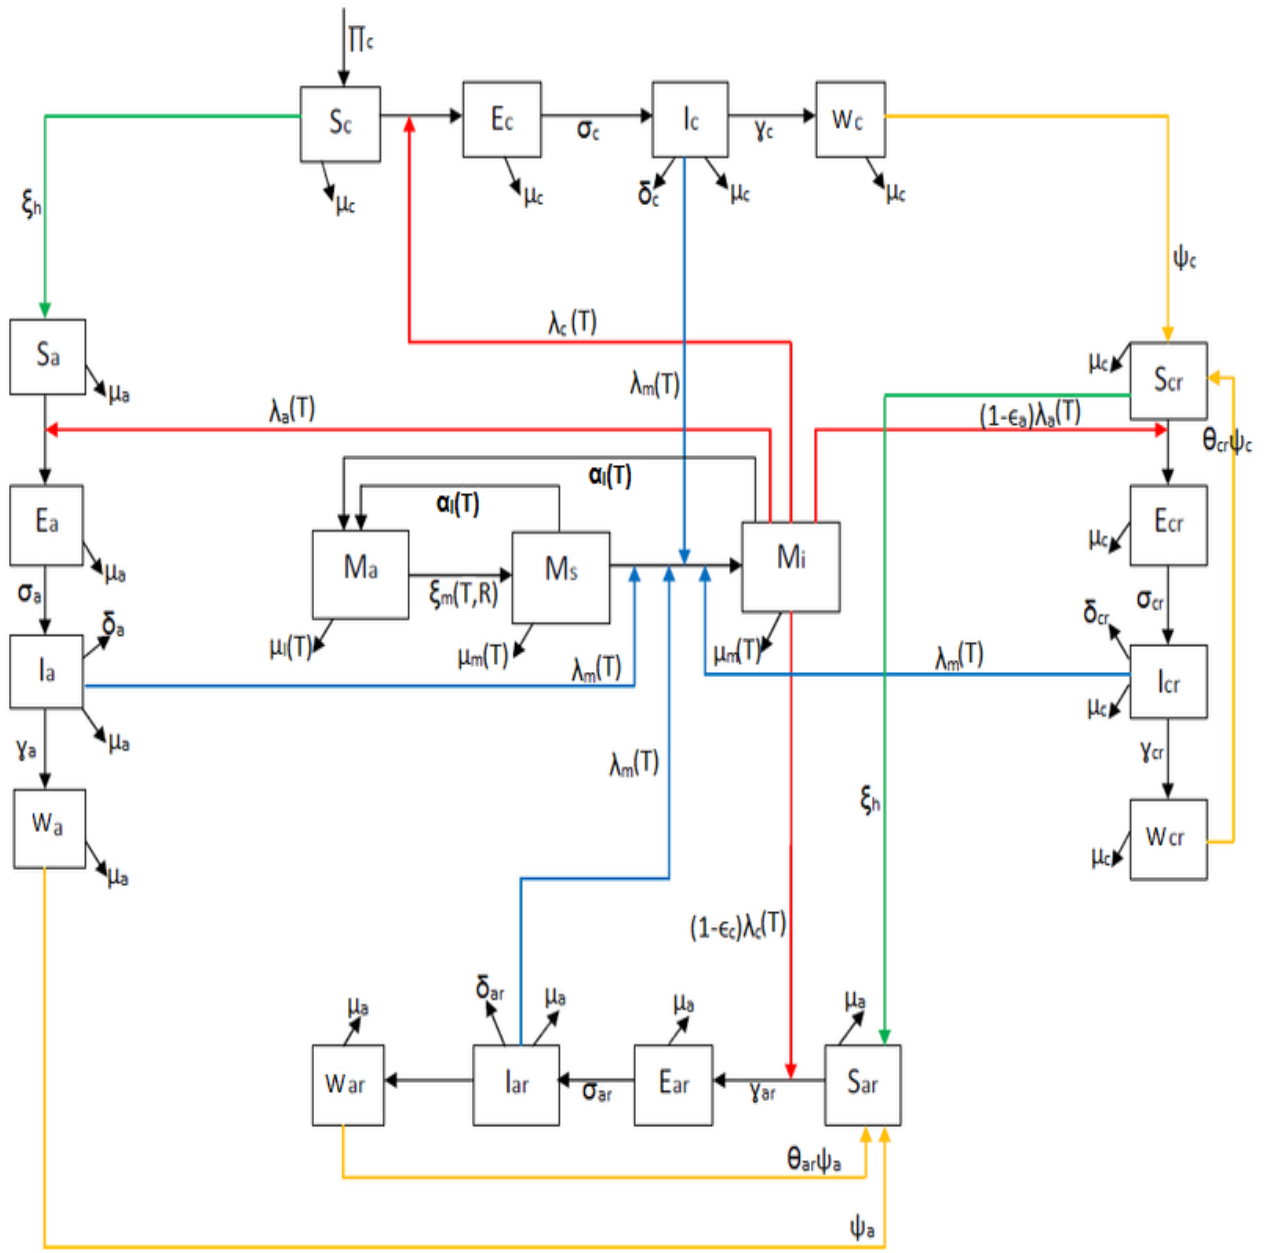 ∏c
Sc
Ec
σc
Ic
γc
Wc
ξh
μc
μc
δc
μc
μc
ψc
λc(T)
Sa
μa
λm(T)
μc
Scr
λa(T)
(1-ϵa)λa(T)
θcrψc
αl(T)
αl(T)
Ea
Ecr
μc
Ma
ξm(T,R)
Ms
Mi
μa
σa
σcr
δa
δcr
μl(T)
μm(T)
μm(T)
λm(T)
λm(T)
Ia
Icr
μc
γa
μa
γcr
λm(T)
ξh
Wa
Wcr
μa
μc
(1-ϵc)λc(T)
μa
δar
μa
μa
μa
War
Iar
σar
Ear
γar
Sar
θarψa
ψa